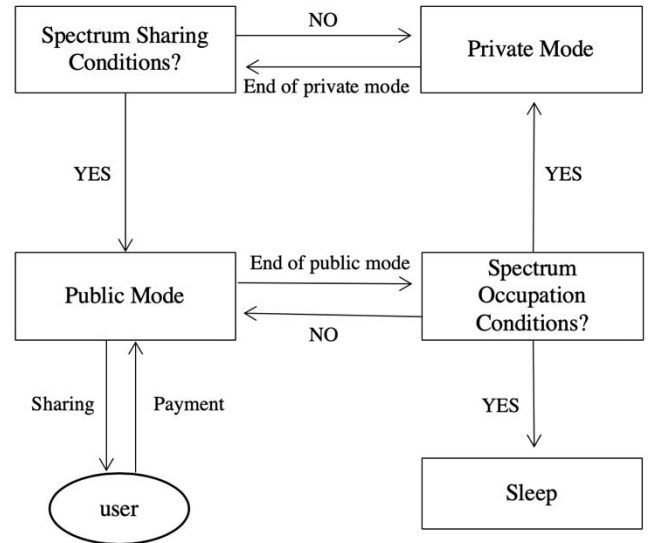 NO
Spectrum Sharing
Conditions?
Private Mode
End of private mode
YES
YES
End of public mode
Public Mode
Spectrum
Occupation
Conditions?
NO
Sharing
Payment
YES
user
Sleep